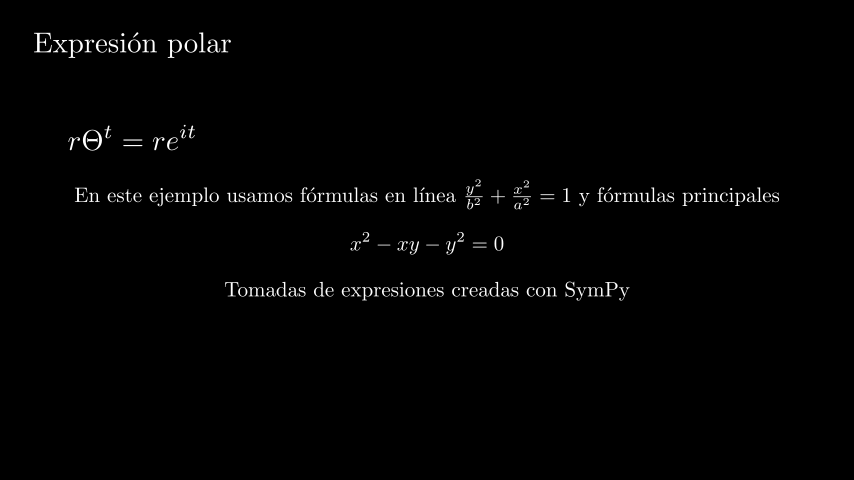 Expresión polar
$r\Theta^t = re^{it}$
En este ejemplo usamos fórmulas en línea $\frac{y^2}{b^2} + \frac{x^2}{a^2} = 1$ y fórmulas principales
$x^2 - xy - y^2 = 0$
Tomadas de expresiones creadas con SymPy